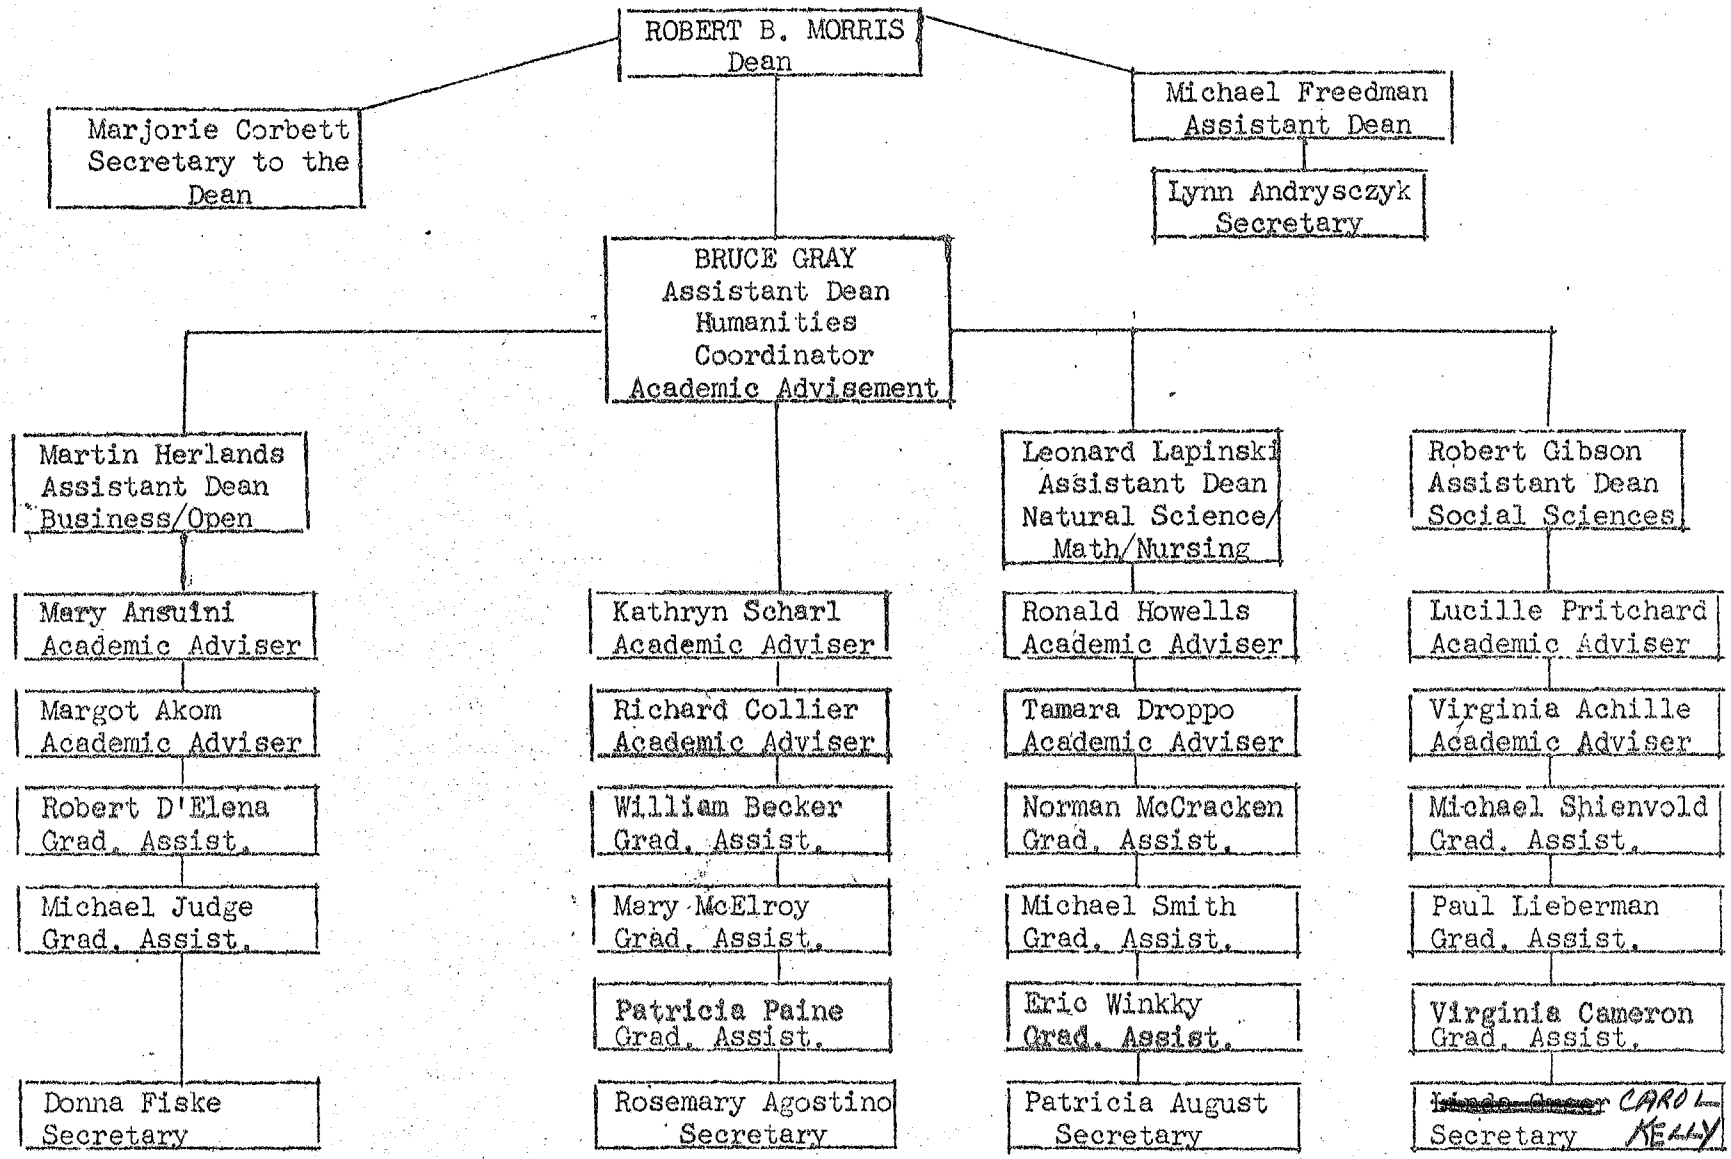 ROBERT B. MORRIS
Dean
Marjorie Corbett
Secretary to the
Dean
Michael Freedman
Assistant Dean
Lynn Andrysczyk
Secretary
BRUCE GRAY
Assistant Dean
Humanities
Coordinator
Academic Advisement
Martin Herlands
Assistant Dean
Business/Open
Mary Ansuini
Academic Adviser
Margot Akom
Academic Adviser
Robert D'Elena
Grad. Assist.
Michael Judge
Grad. Assist.
Donna Fiske
Secretary
Kathryn Scharl
Academic Adviser
Richard Collier
Academic Adviser
William Becker
Grad. Assist.
Mary McElroy
Grad. Assist.
Patricia Paine
Grad. Assist.
Rosemary Agostino
Secretary
Leonard Lapinski
Assistant Dean
Natural Science/
Math/Nursing
Ronald Howells
Academic Adviser
Tamara Droppo
Academic Adviser
Norman McCracken
Grad. Assist.
Michael Smith
Grad. Assist.
Eric Winkky
Grad. Assist.
Patricia August
Secretary
Robert Gibson
Assistant Dean
Social Sciences
Lucille Pritchard
Academic Adviser
Virginia Achille
Academic Adviser
Michael Shienvold
Grad. Assist.
Paul Lieberman
Grad. Assist.
Virginia Cameron
Grad. Assist.
CAROL
Secretary KELLY